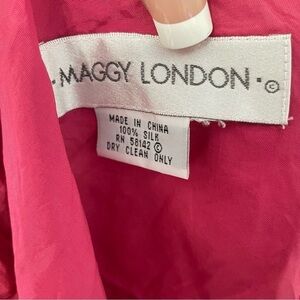 · MAGGY LONDON · ©
MADE IN CHINA
100% SILK
RN 58142 ©
DRY CLEAN ONLY